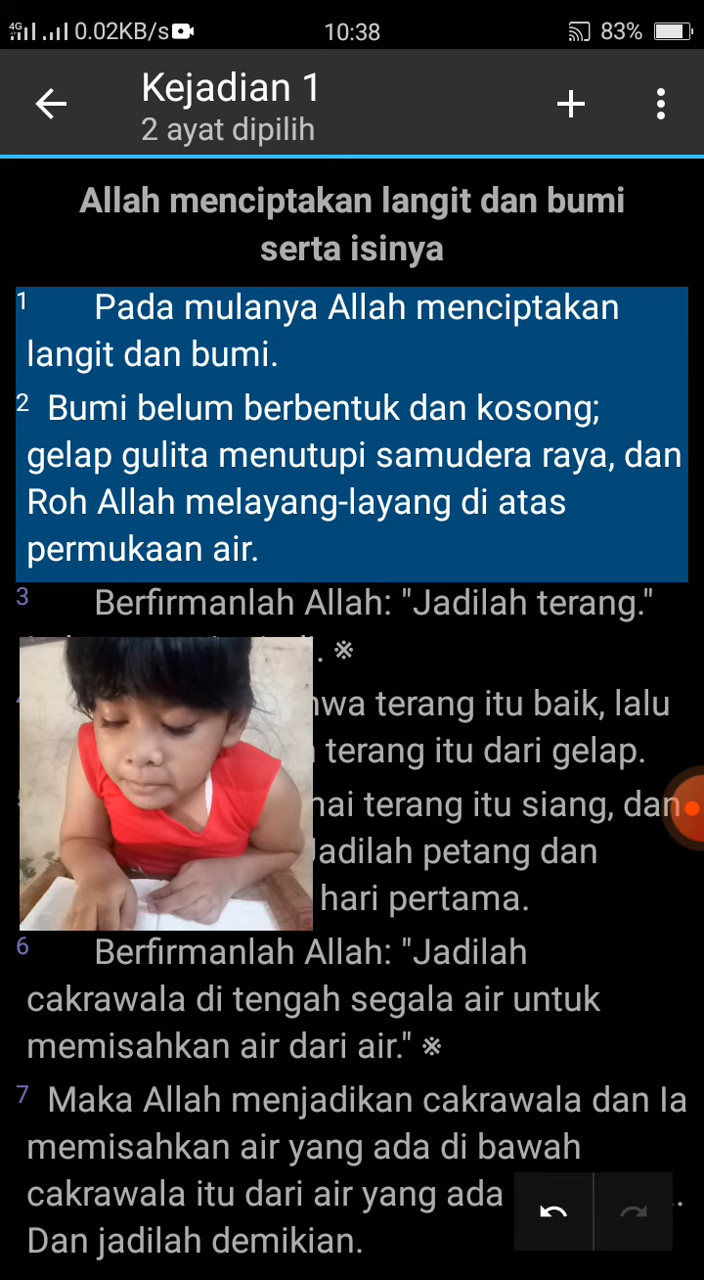 4G 0.02KB/s 10:38 83%
Kejadian 1
2 ayat dipilih
Allah menciptakan langit dan bumi
serta isinya
1 Pada mulanya Allah menciptakan
langit dan bumi.
2 Bumi belum berbentuk dan kosong;
gelap gulita menutupi samudera raya, dan
Roh Allah melayang-layang di atas
permukaan air.
3 Berfirmanlah Allah: "Jadilah terang."
. ※
terang itu baik, lalu
terang itu dari gelap.
terang itu siang, dan
petang dan
hari pertama.
6 Berfirmanlah Allah: "Jadilah
cakrawala di tengah segala air untuk
memisahkan air dari air." ※
7 Maka Allah menjadikan cakrawala dan Ia
memisahkan air yang ada di bawah
cakrawala itu dari air yang ada
Dan jadilah demikian.